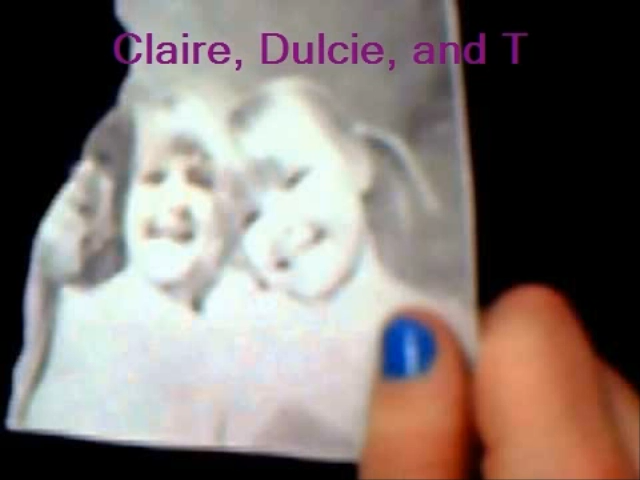 Claire, Dulcie, and T